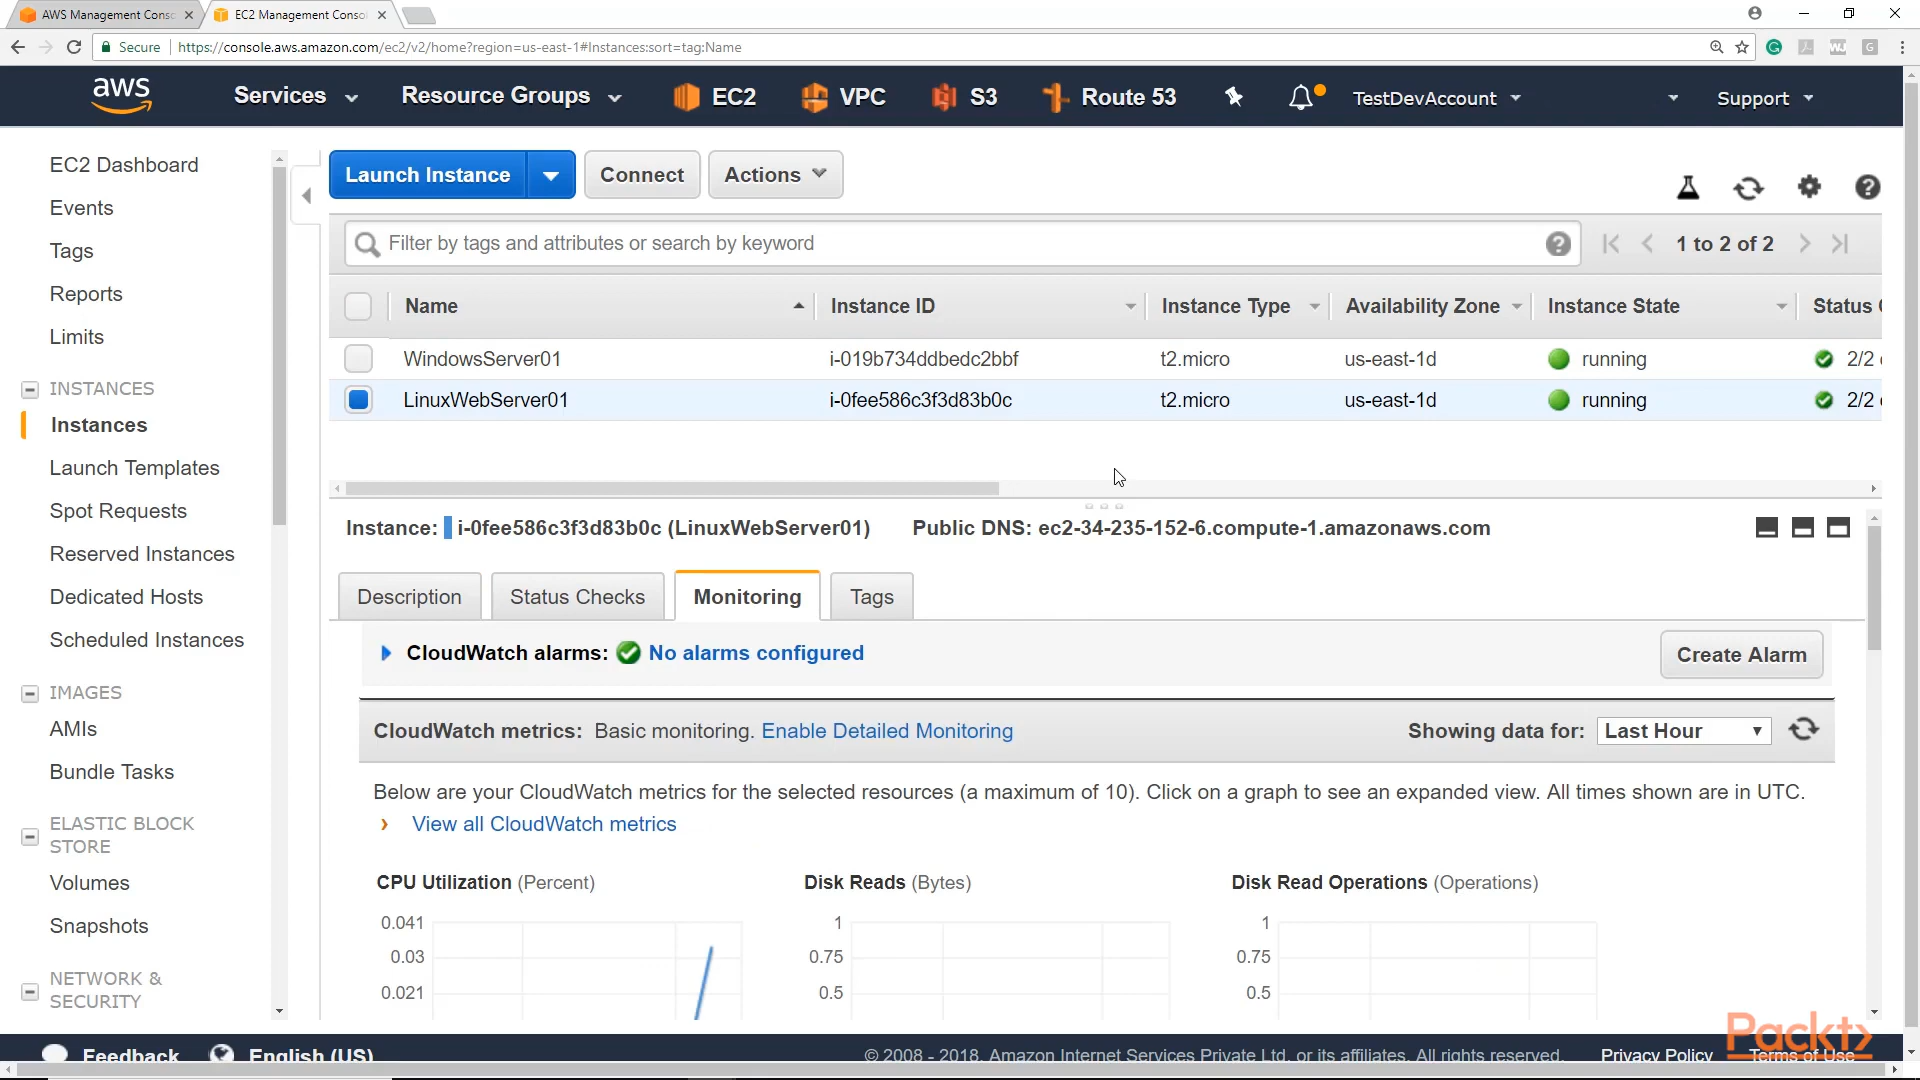 AWS Management Conso
EC2 Management Conso
Secure
https://console.aws.amazon.com/ec2/v2/home?region=us-east-1#Instances:sort=tag:Name
aws
Services
Resource Groups
EC2
VPC
S3
Route 53
TestDevAccount
Support
EC2 Dashboard
Events
Tags
Reports
Limits
INSTANCES
Instances
Launch Templates
Spot Requests
Reserved Instances
Dedicated Hosts
Scheduled Instances
IMAGES
AMIs
Bundle Tasks
ELASTIC BLOCK
STORE
Volumes
Snapshots
NETWORK &
SECURITY
Launch Instance
Connect
Actions
Filter by tags and attributes or search by keyword
1 to 2 of 2
Name
Instance ID
Instance Type
Availability Zone
Instance State
Status
WindowsServer01
i-019b734ddbedc2bbf
t2.micro
us-east-1d
running
2/2
LinuxWebServer01
i-0fee586c3f3d83b0c
t2.micro
us-east-1d
running
2/2
Instance: i-0fee586c3f3d83b0c (LinuxWebServer01)
Public DNS: ec2-34-235-152-6.compute-1.amazonaws.com
Description
Status Checks
Monitoring
Tags
CloudWatch alarms: No alarms configured
Create Alarm
CloudWatch metrics: Basic monitoring. Enable Detailed Monitoring
Showing data for: Last Hour
Below are your CloudWatch metrics for the selected resources (a maximum of 10). Click on a graph to see an expanded view. All times shown are in UTC.
View all CloudWatch metrics
CPU Utilization (Percent)
0.041
0.03
0.021
Disk Reads (Bytes)
1
0.75
0.5
Disk Read Operations (Operations)
1
0.75
0.5
Packt>
Feedback
English (US)
© 2008 - 2018, Amazon Internet Services Private Ltd. or its affiliates. All rights reserved.
Privacy Policy
Terms of Use